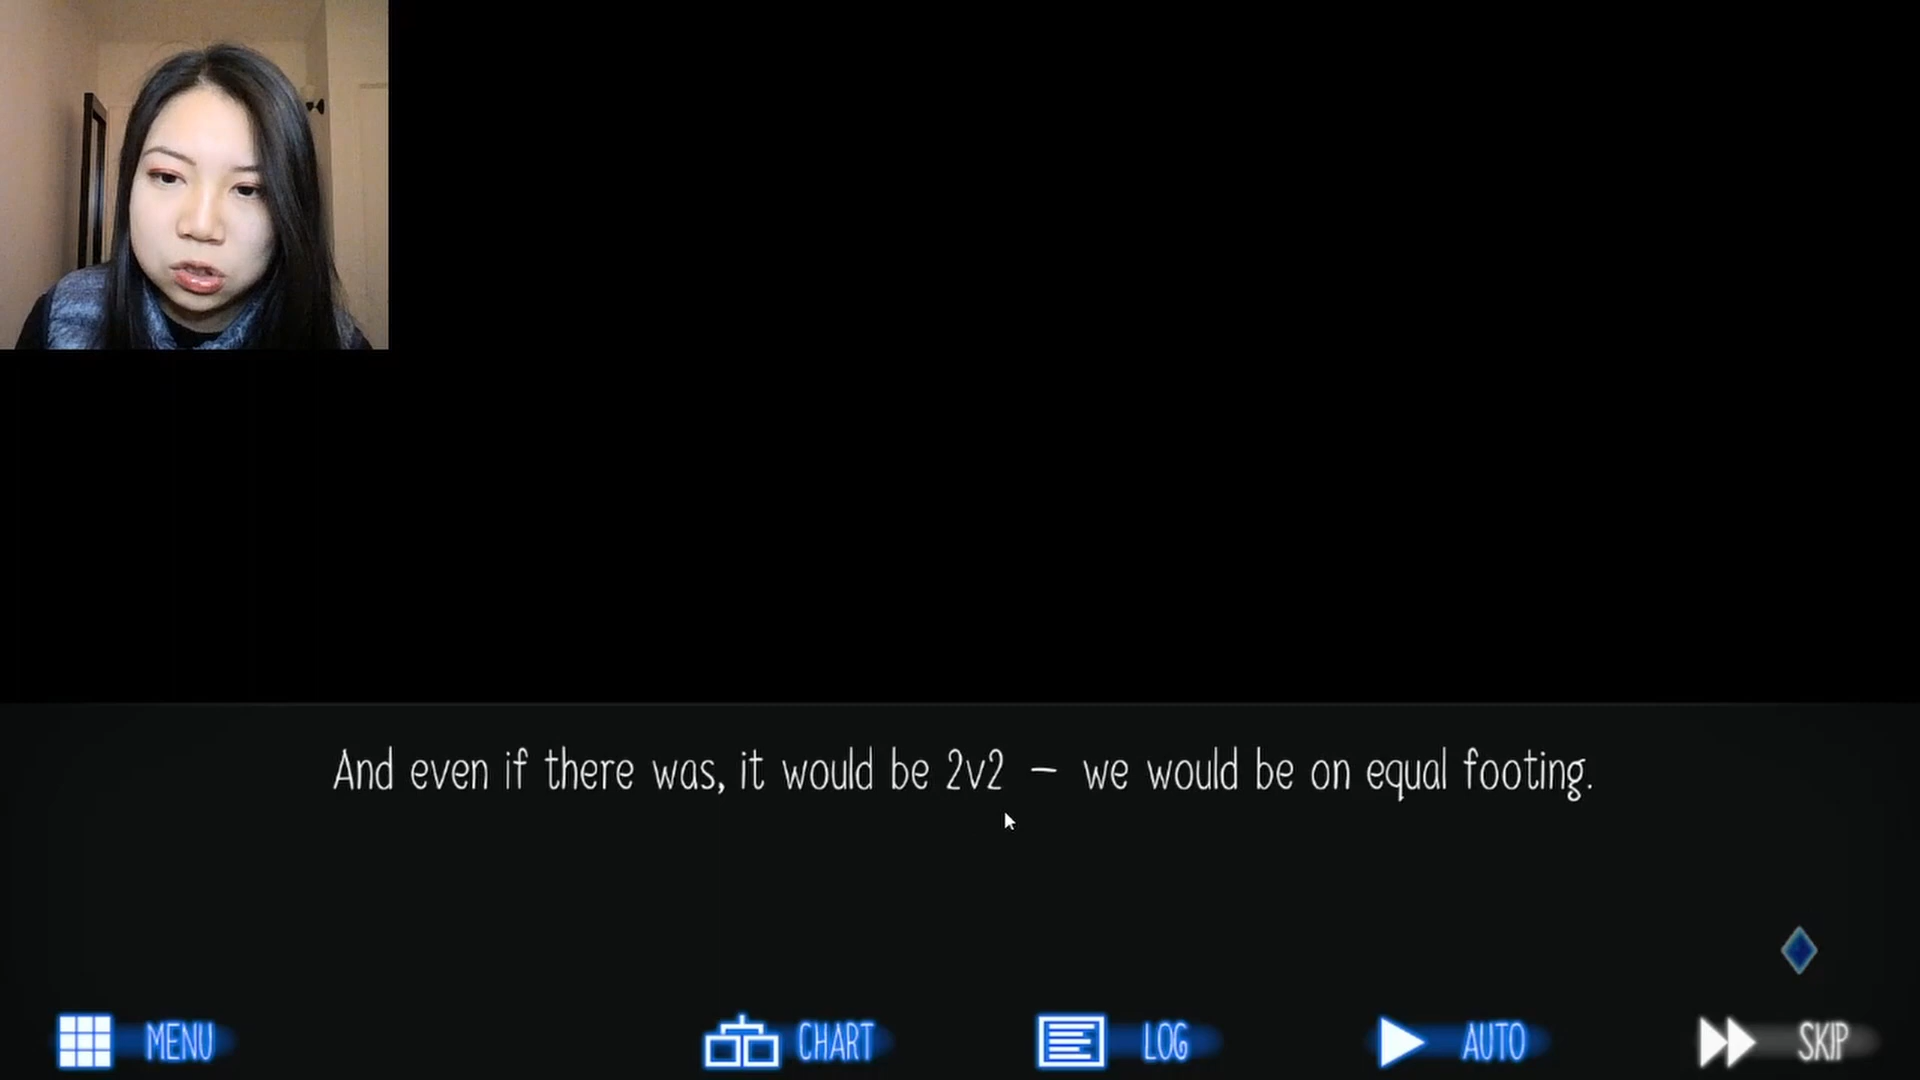 And even if there was, it would be 2v2 – we would be on equal footing.
MENU
CHART
LOG
AUTO
SKIP